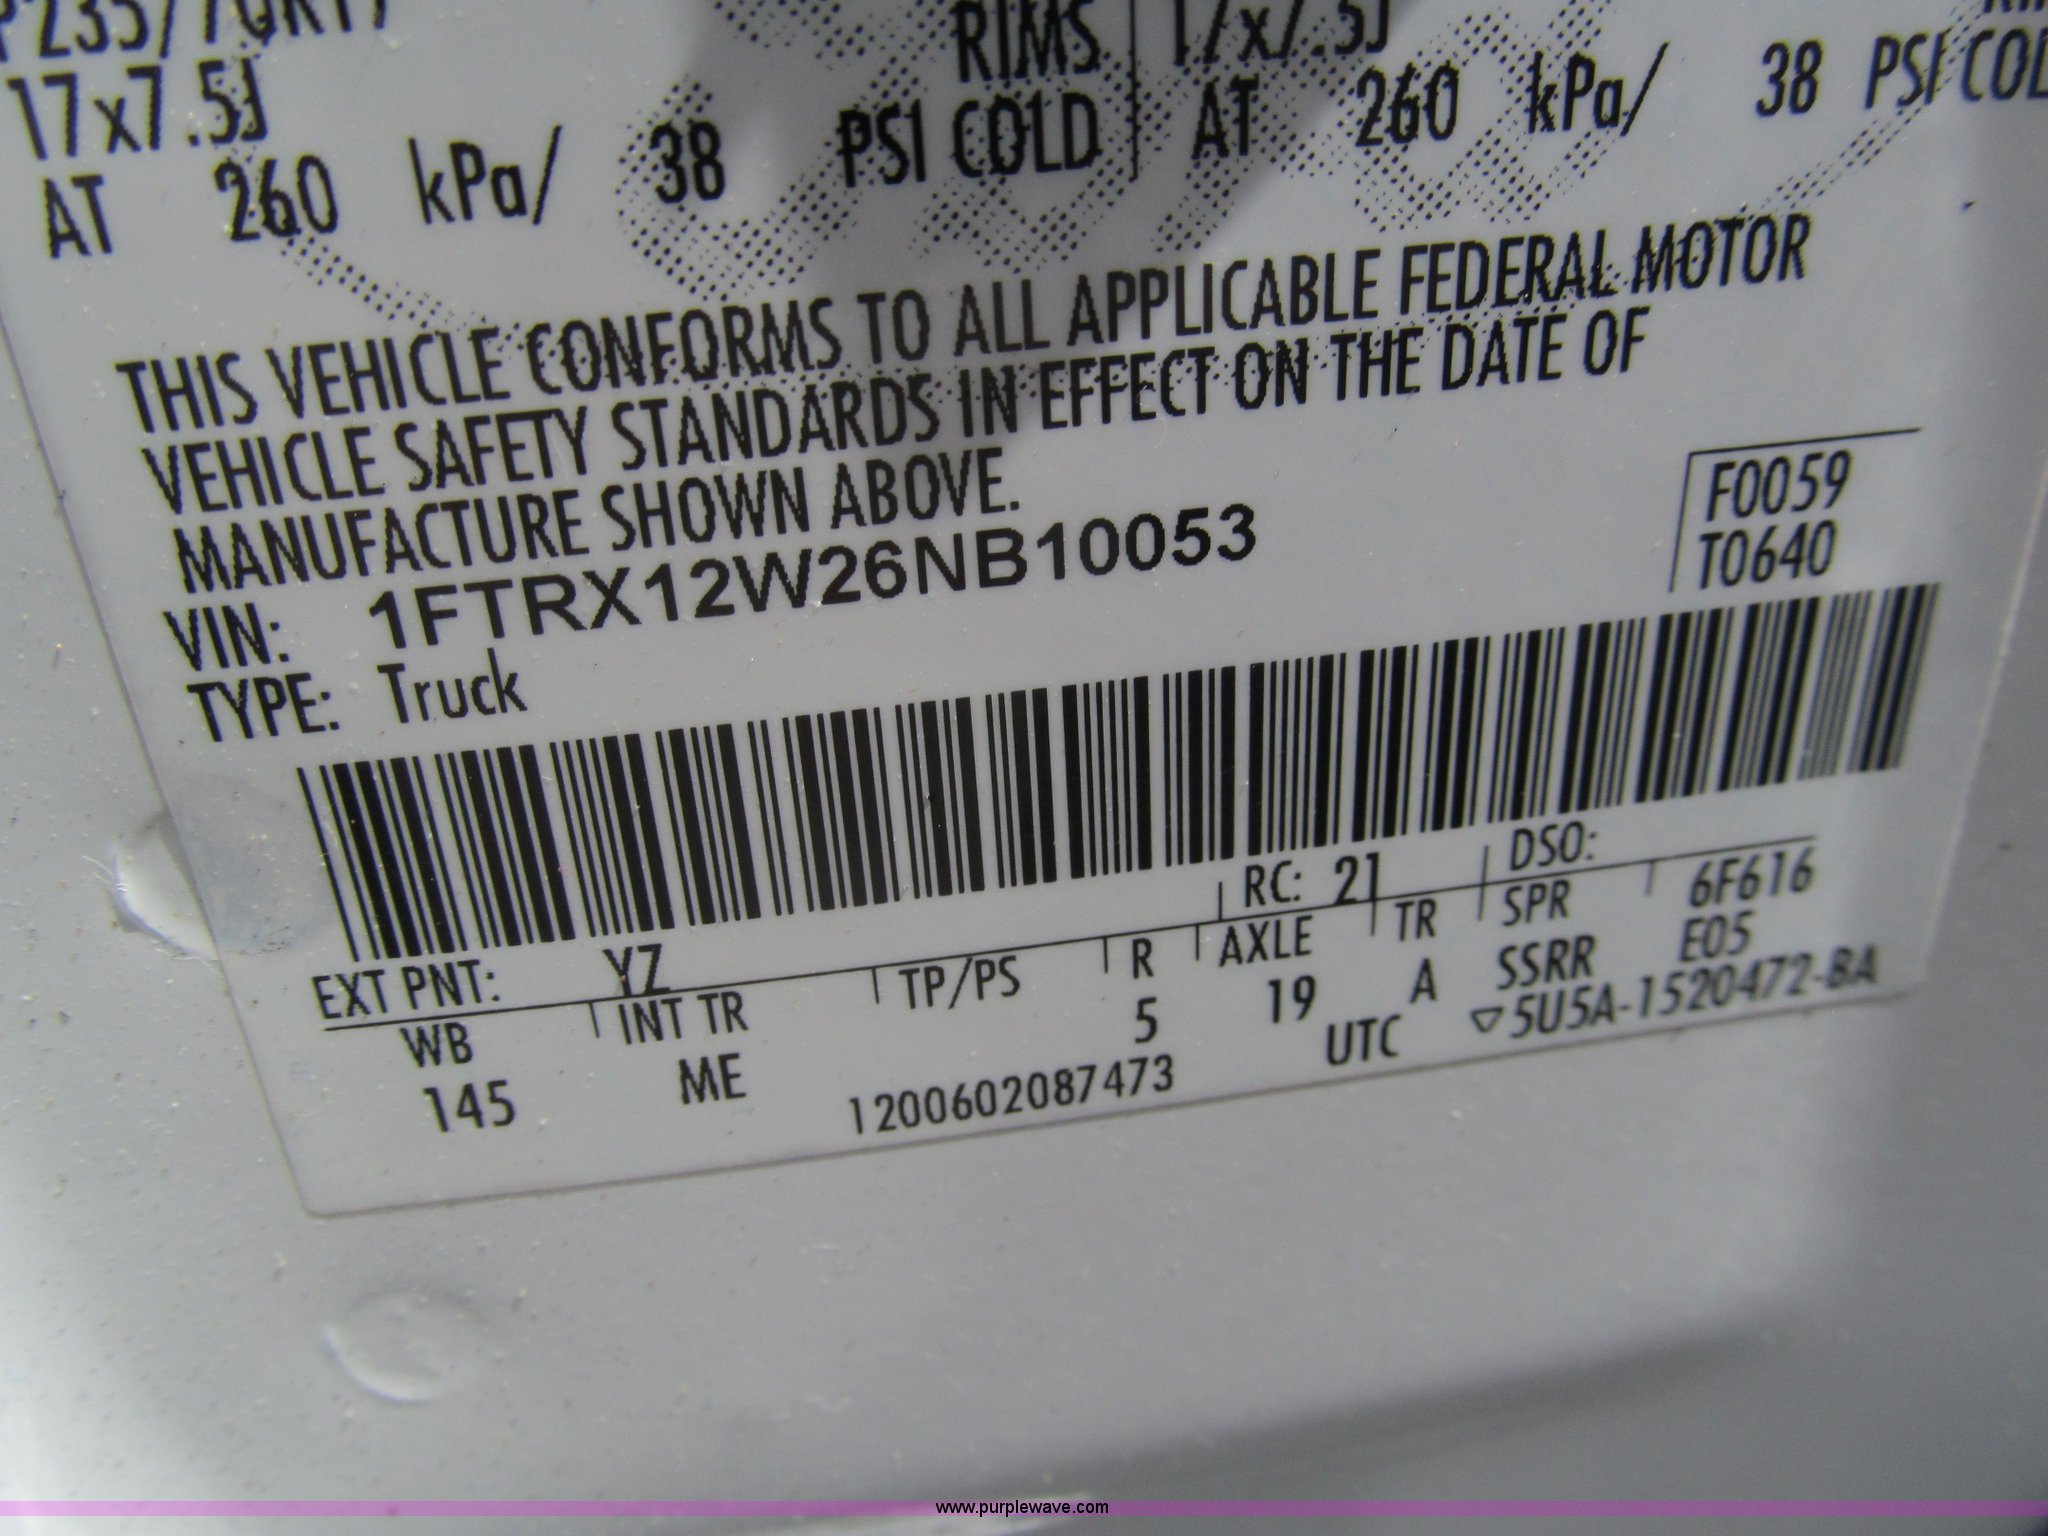 P235/70R17
RIMS 17x7.5J
17x7.5J
AT 260 kPa/ 38 PSI COLD AT 260 kPa/ 38 PSI COLD
THIS VEHICLE CONFORMS TO ALL APPLICABLE FEDERAL MOTOR
VEHICLE SAFETY STANDARDS IN EFFECT ON THE DATE OF
MANUFACTURE SHOWN ABOVE.
F0059
T0640
VIN: 1FTRX12W26NB10053
TYPE: Truck
EXT PNT: YZ RC: 21 DSO:
WB INT TR TP/PS R AXLE TR SPR 6F616
145 ME 5 19 A SSRR E05
1200602087473 UTC ▽5U5A-1520472-BA
www.purplewave.com